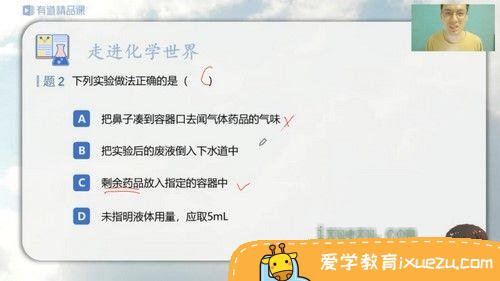 有道精品课
走进化学世界
题 2 下列实验做法正确的是( C )
A 把鼻子凑到容器口去闻气体药品的气味
B 把实验后的废液倒入下水道中
C 剩余药品放入指定的容器中
D 未指明液体用量,应取5mL
ixuezu.com
爱学教育ixuezu.com